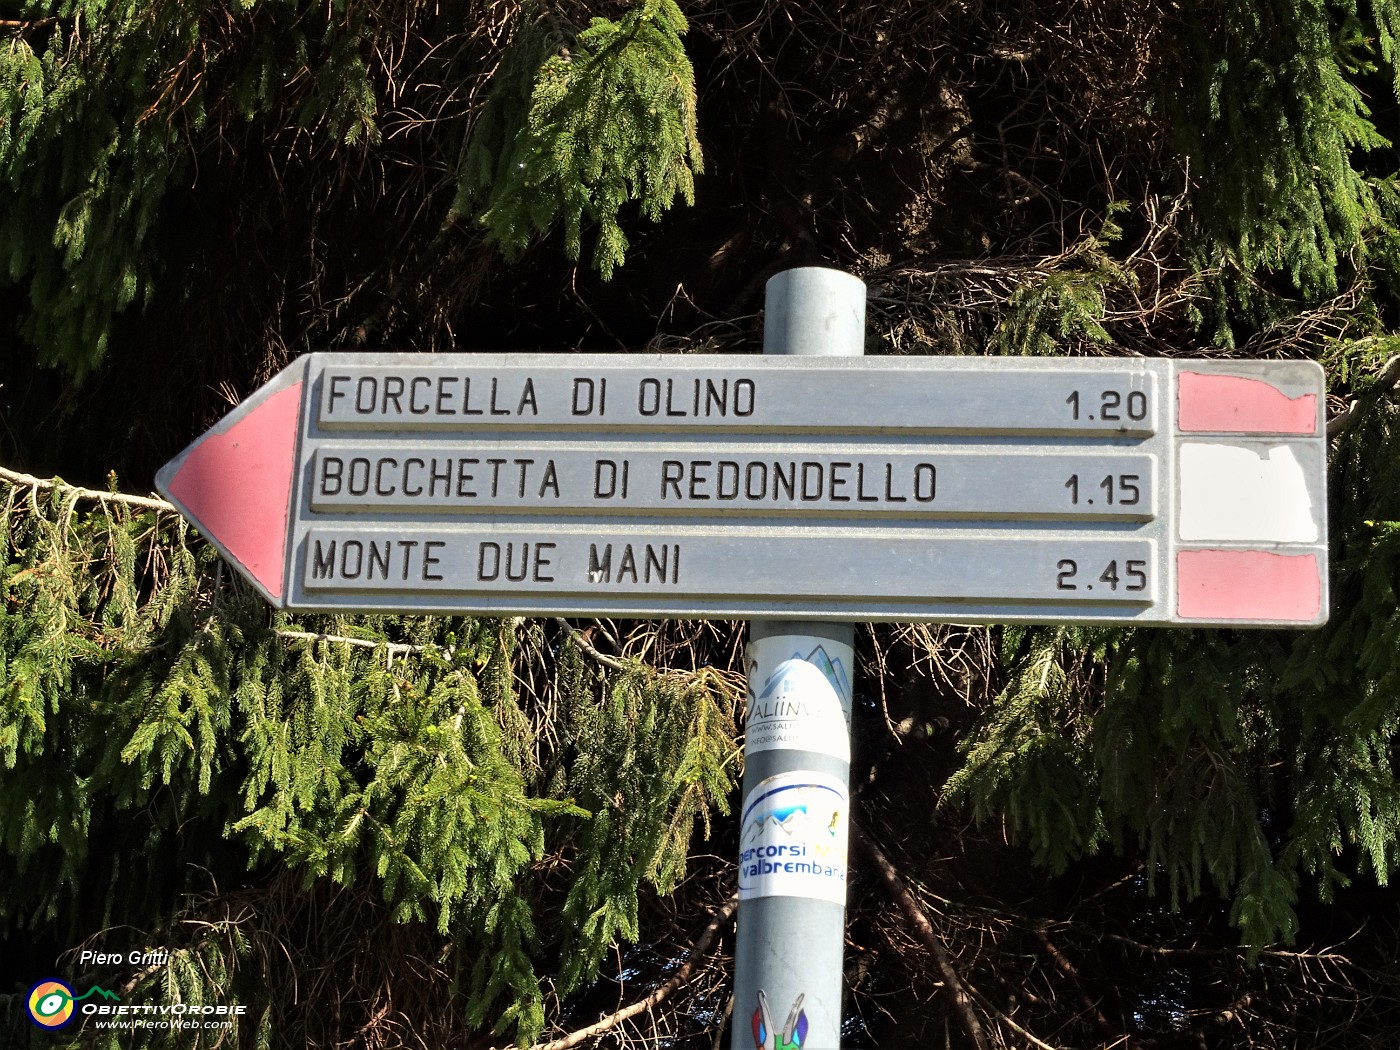 FORCELLA DI OLINO 1.20
BOCCHETTA DI REDONDELLO 1.15
MONTE DUE MANI 2.45
percorsi
valbrembana
Piero Gritti
OBIETTIVOROBIE
www.PieroWeb.com